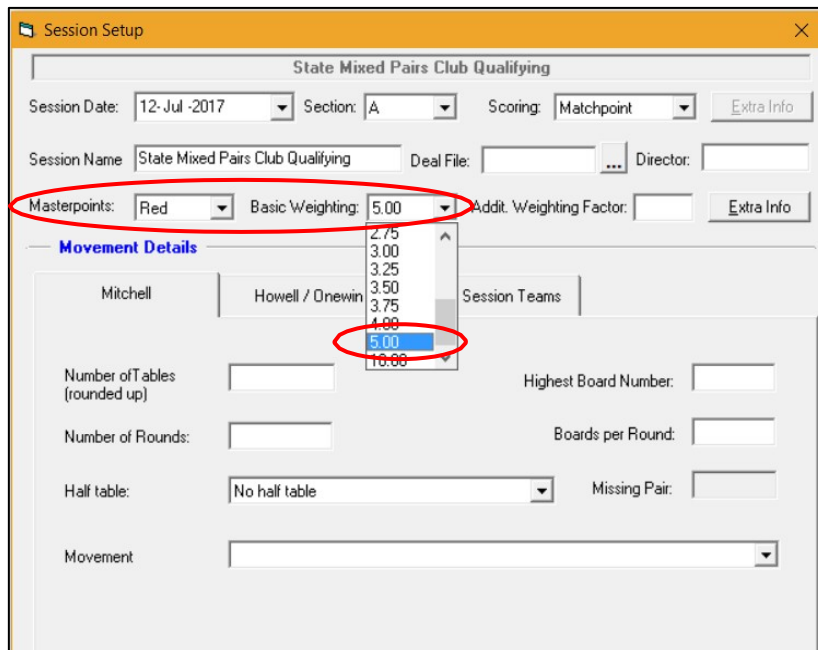 Session Setup
State Mixed Pairs Club Qualifying
Session Date: 12- Jul -2017 Section: A Scoring: Matchpoint Extra Info
Session Name State Mixed Pairs Club Qualifying Deal File: ... Director:
Masterpoints: Red Basic Weighting: 5.00 Addit. Weighting Factor: Extra Info
2.75
Movement Details
3.00
3.25
Mitchell Howell / Onewin 3.50 Session Teams
3.75
4.00
5.00
10.00
Number ofTables Highest Board Number:
(rounded up)
Number of Rounds: Boards per Round:
Half table: No half table Missing Pair:
Movement